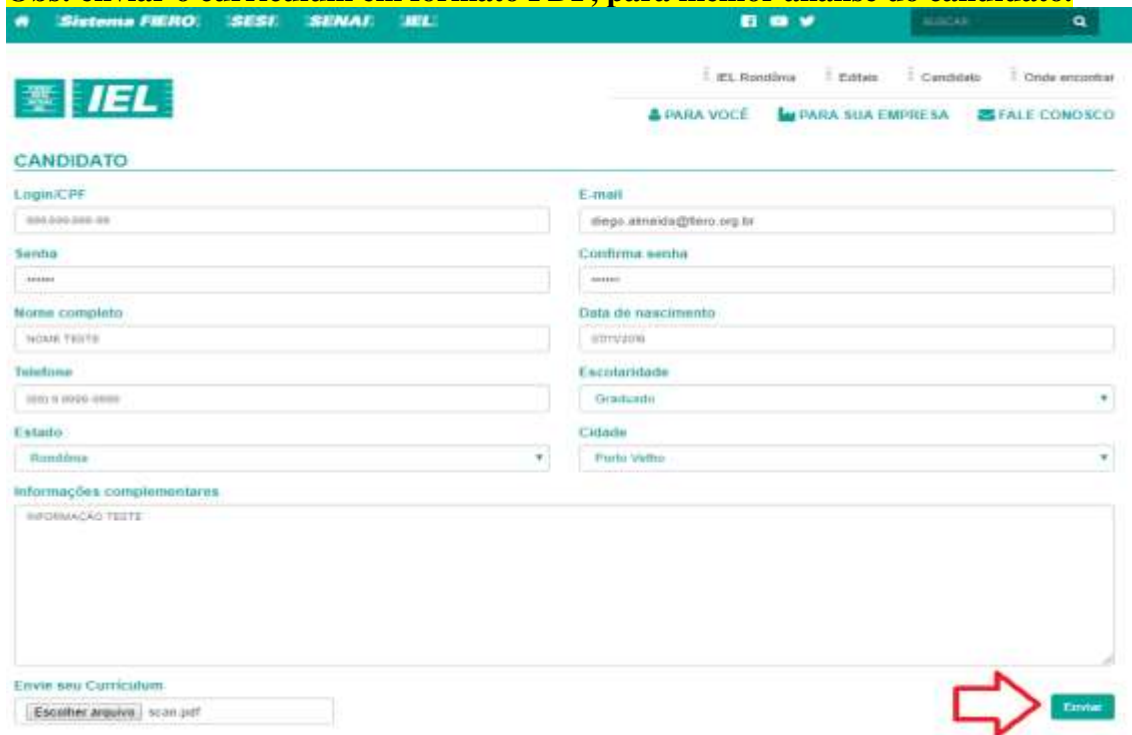 Obs: enviar o curriculum em formato PDF, para melhor análise do candidato.
Sistema FIERO SESI SENAI IEL
BUSCAR
IEL
IEL Rondônia Editais Candidato Onde encontrar
PARA VOCÊ PARA SUA EMPRESA FALE CONOSCO
CANDIDATO
Login/CPF E-mail
diego.almeida@fiero.org.br
Senha Confirma senha
****** ******
Nome completo Data de nascimento
NOME TESTE
Telefone Escolaridade
Graduado
Estado Cidade
Rondônia Porto Velho
Informações complementares
INFORMAÇÃO TESTE
Envie seu Currículum
Escolher arquivo scan.pdf
Enviar